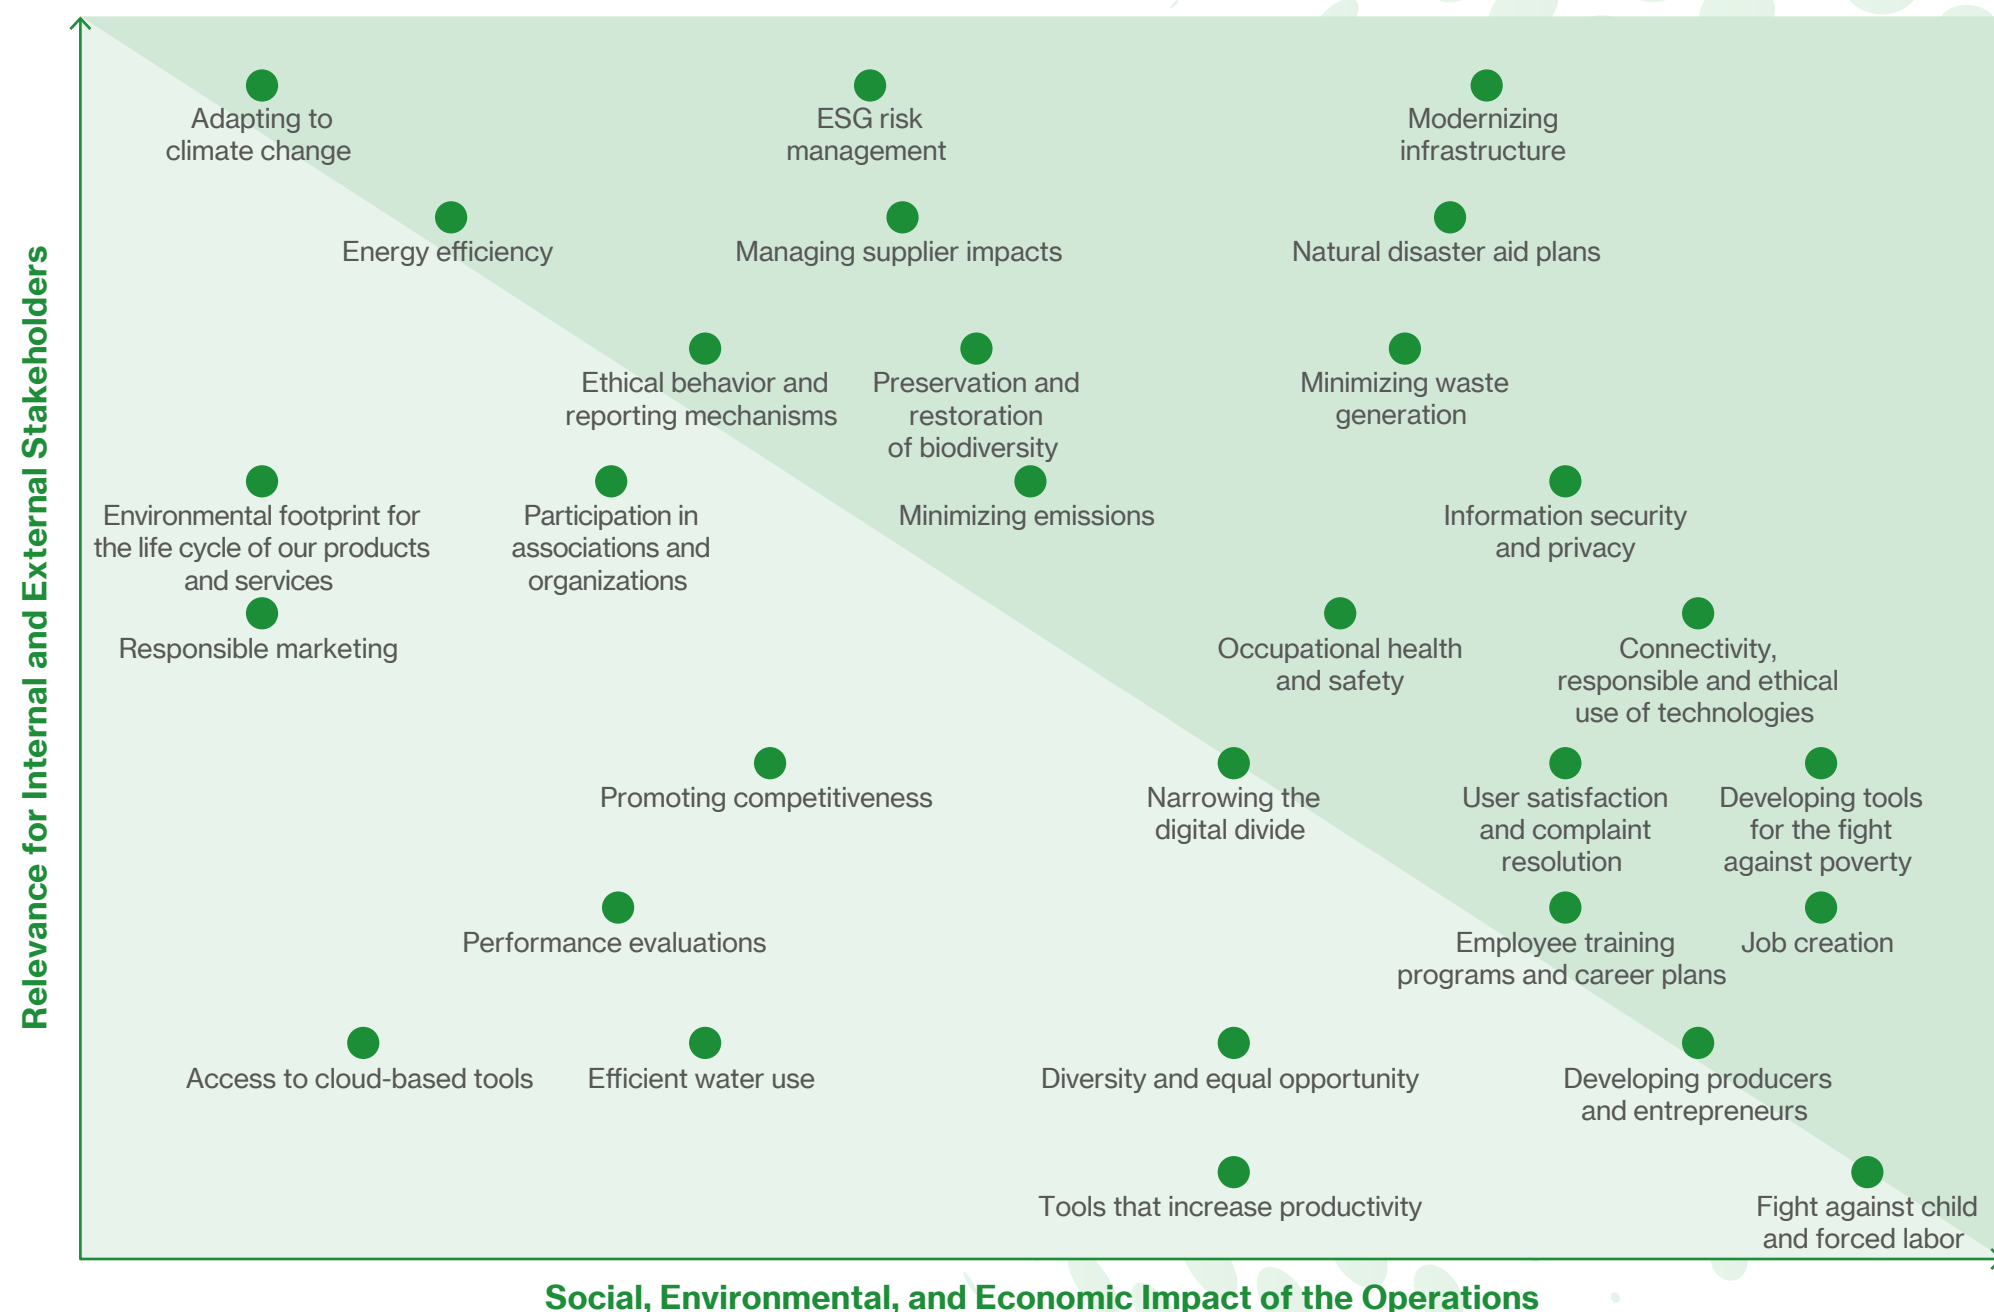 Relevance for Internal and External Stakeholders
Adapting to
climate change
ESG risk
management
Modernizing
infrastructure
Energy efficiency
Managing supplier impacts
Natural disaster aid plans
Ethical behavior and
reporting mechanisms
Preservation and
restoration
of biodiversity
Minimizing waste
generation
Environmental footprint for
the life cycle of our products
and services
Participation in
associations and
organizations
Minimizing emissions
Information security
and privacy
Responsible marketing
Occupational health
and safety
Connectivity,
responsible and ethical
use of technologies
Promoting competitiveness
Narrowing the
digital divide
User satisfaction
and complaint
resolution
Developing tools
for the fight
against poverty
Performance evaluations
Employee training
programs and career plans
Job creation
Access to cloud-based tools
Efficient water use
Diversity and equal opportunity
Developing producers
and entrepreneurs
Tools that increase productivity
Fight against child
and forced labor
Social, Environmental, and Economic Impact of the Operations